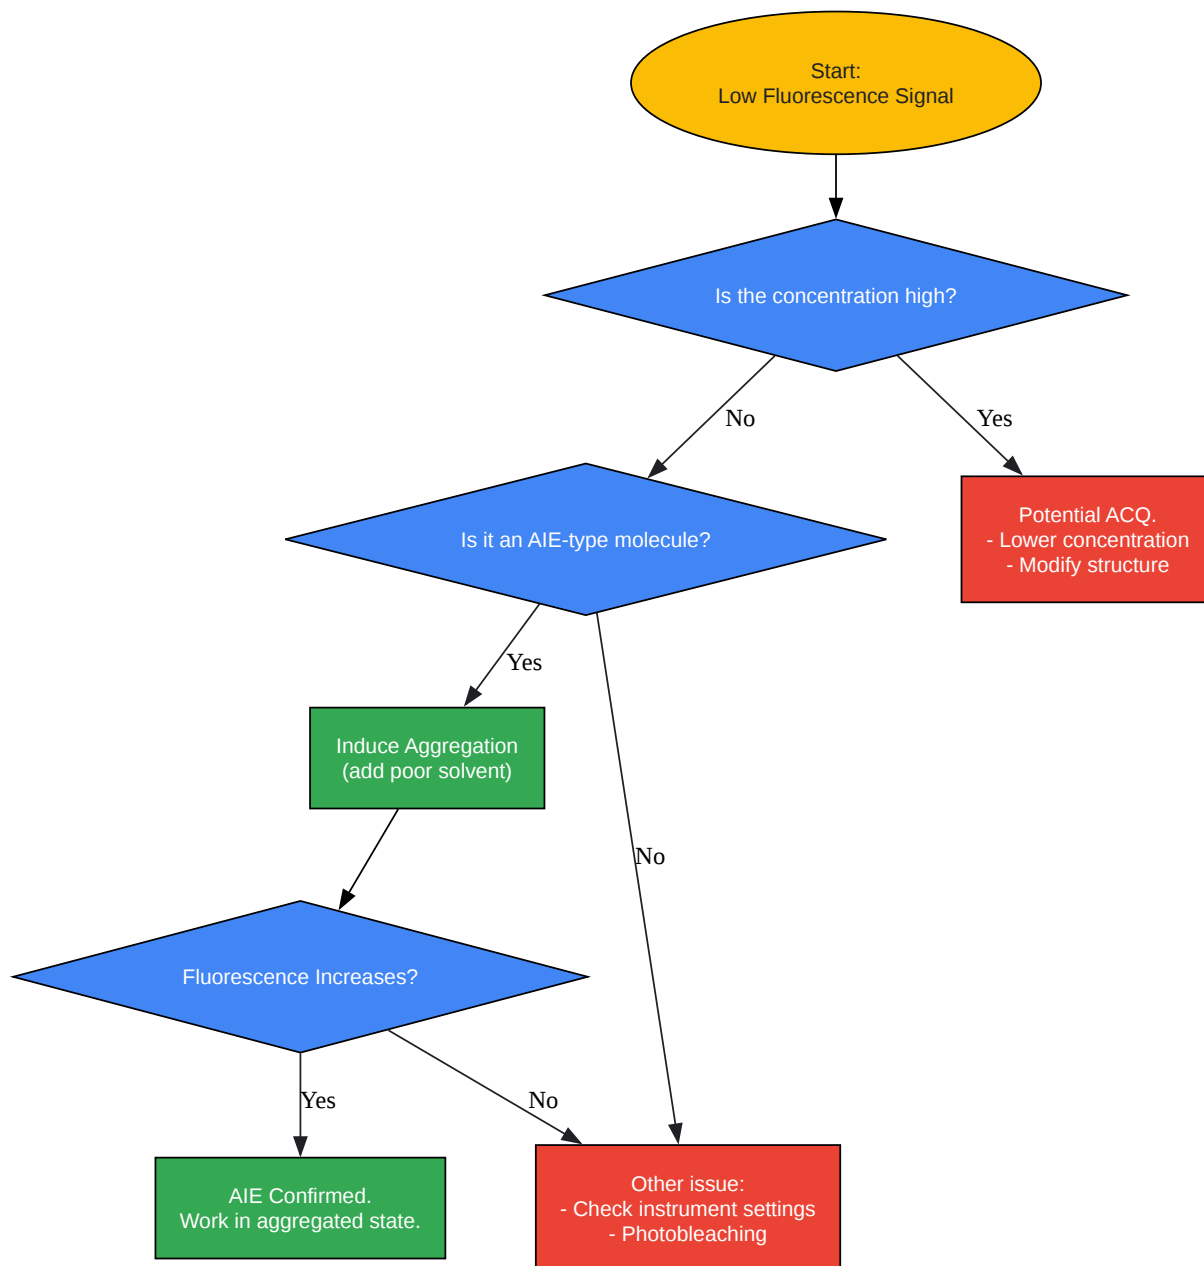 Start:
Low Fluorescence Signal
Is the concentration high?
No
Yes
Is it an AIE-type molecule?
Potential ACQ.
- Lower concentration
- Modify structure
Yes
Induce Aggregation
(add poor solvent)
No
Fluorescence Increases?
Yes
No
AIE Confirmed.
Work in aggregated state.
Other issue:
- Check instrument settings
- Photobleaching